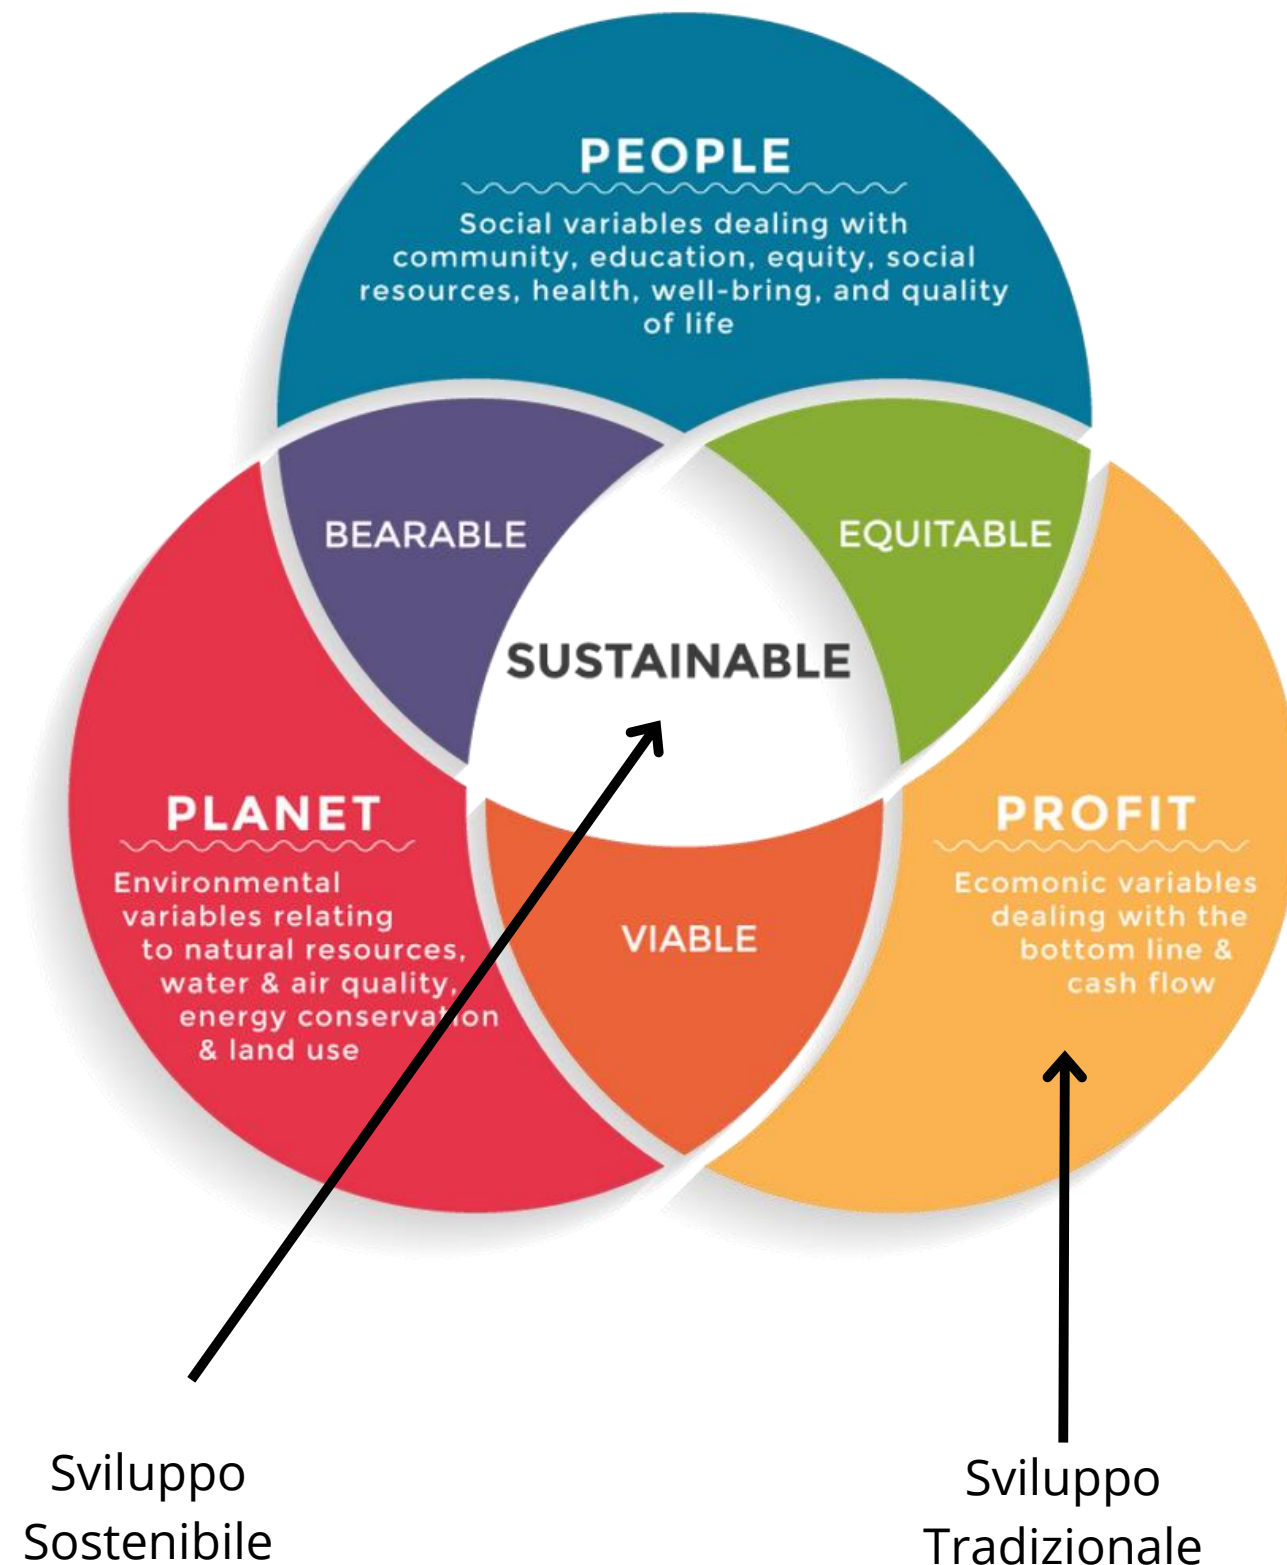 PEOPLE
Social variables dealing with
community, education, equity, social
resources, health, well-bring, and quality
of life
BEARABLE
EQUITABLE
SUSTAINABLE
PLANET
Environmental
variables relating
to natural resources,
water & air quality,
energy conservation
& land use
VIABLE
PROFIT
Ecomonic variables
dealing with the
bottom line &
cash flow
Sviluppo
Sostenibile
Sviluppo
Tradizionale